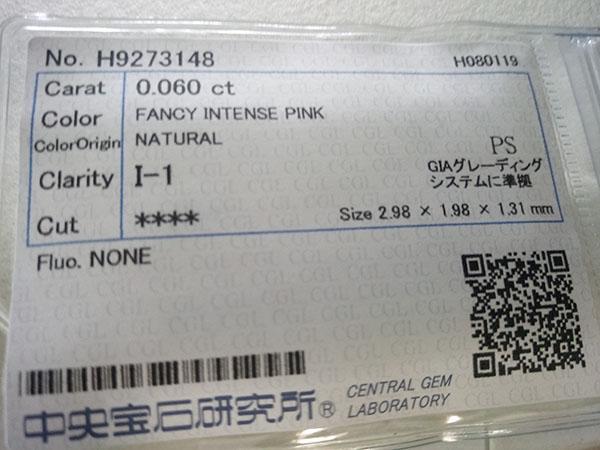 No. H9273148 H080119
Carat 0.060 ct
Color FANCY INTENSE PINK
ColorOrigin NATURAL PS
Clarity I-1 GIAグレーディング
システムに準拠
Cut **** Size 2.98 × 1.98 × 1.31 mm
Fluo. NONE
中央宝石研究所® CENTRAL GEM
LABORATORY